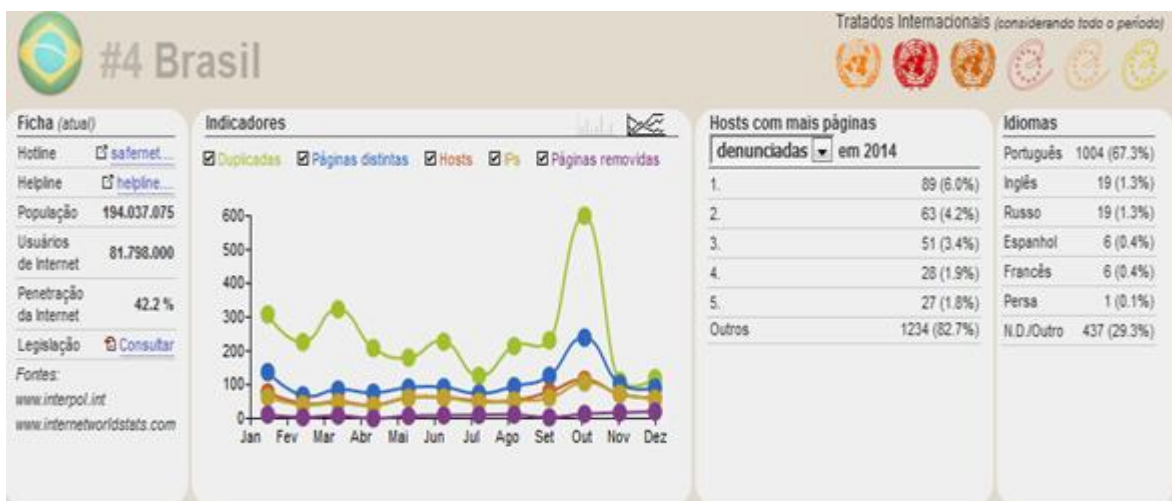 #4 Brasil
Tratados Internacionais (considerando todo o período)
Ficha (atual)
Hotline safernet...
Helpline helpline....
População 194.037.075
Usuários
de Internet
81.798.000
Penetração
da Internet
42.2 %
Legislação Consultar
Fontes:
www.interpol.int
www.internetworldstats.com
Indicadores
Duplicadas Páginas distintas Hosts IPs Páginas removidas
600
500
400
300
200
100
0
Jan Fev Mar Abr Mai Jun Jul Ago Set Out Nov Dez
Hosts com mais páginas
denunciadas em 2014
1. 89 (6.0%)
2. 63 (4.2%)
3. 51 (3.4%)
4. 28 (1.9%)
5. 27 (1.8%)
Outros 1234 (82.7%)
Idiomas
Português 1004 (67.3%)
Inglês 19 (1.3%)
Russo 19 (1.3%)
Espanhol 6 (0.4%)
Francês 6 (0.4%)
Persa 1 (0.1%)
N.D./Outro 437 (29.3%)